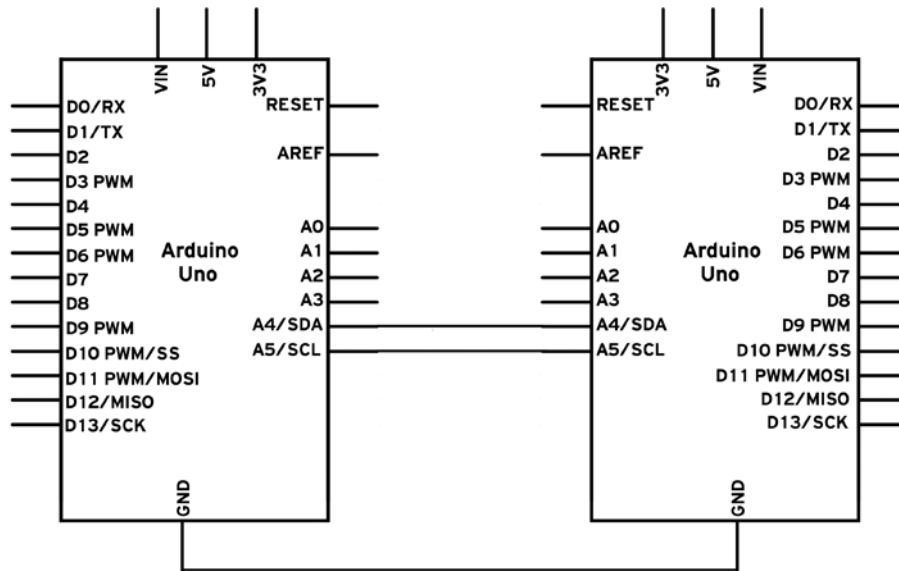 VIN
5V
3V3
D0/RX
D1/TX
D2
D3 PWM
D4
D5 PWM
D6 PWM
D7
D8
D9 PWM
D10 PWM/SS
D11 PWM/MOSI
D12/MISO
D13/SCK
Arduino
Uno
RESET
AREF
A0
A1
A2
A3
A4/SDA
A5/SCL
GND
3V3
5V
VIN
RESET
AREF
A0
A1
A2
A3
A4/SDA
A5/SCL
Arduino
Uno
D0/RX
D1/TX
D2
D3 PWM
D4
D5 PWM
D6 PWM
D7
D8
D9 PWM
D10 PWM/SS
D11 PWM/MOSI
D12/MISO
D13/SCK
GND